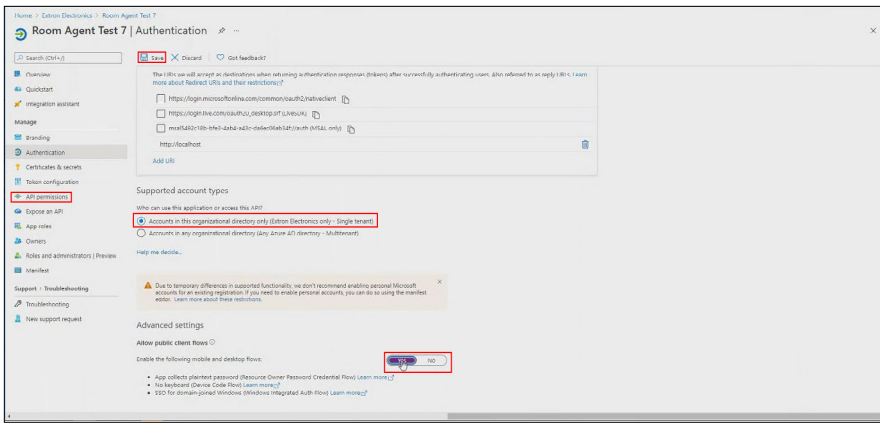 Home > Extron Electronics > Room Agent Test 7
Room Agent Test 7 | Authentication
Search (Ctrl+/)
Save
Discard
Got feedback?
Overview
Quickstart
Integration assistant
Manage
Branding
Authentication
Certificates & secrets
Token configuration
API permissions
Expose an API
App roles
Owners
Roles and administrators | Preview
Manifest
Support + Troubleshooting
Troubleshooting
New support request
The URIs we will accept as destinations when returning authentication responses (tokens) after successfully authenticating users. Also referred to as reply URLs. Learn
more about Redirect URIs and their restrictions
https://login.microsoftonline.com/common/oauth2/nativeclient
https://login.live.com/oauth20_desktop.srf (LiveSDK)
(MSAL only)
http://localhost
Add URI
Supported account types
Who can use this application or access this API?
Accounts in this organizational directory only (Extron Electronics only - Single tenant)
Accounts in any organizational directory (Any Azure AD directory - Multitenant)
Help me decide...
Due to temporary differences in supported functionality, we don't recommend enabling personal Microsoft
accounts for an existing registration. If you need to enable personal accounts, you can do so using the manifest
editor. Learn more about these restrictions.
Advanced settings
Allow public client flows
Enable the following mobile and desktop flows:
Yes
No
• App collects plaintext password (Resource Owner Password Credential Flow) Learn more
• No keyboard (Device Code Flow) Learn more
• SSO for domain-joined Windows (Windows Integrated Auth Flow) Learn more